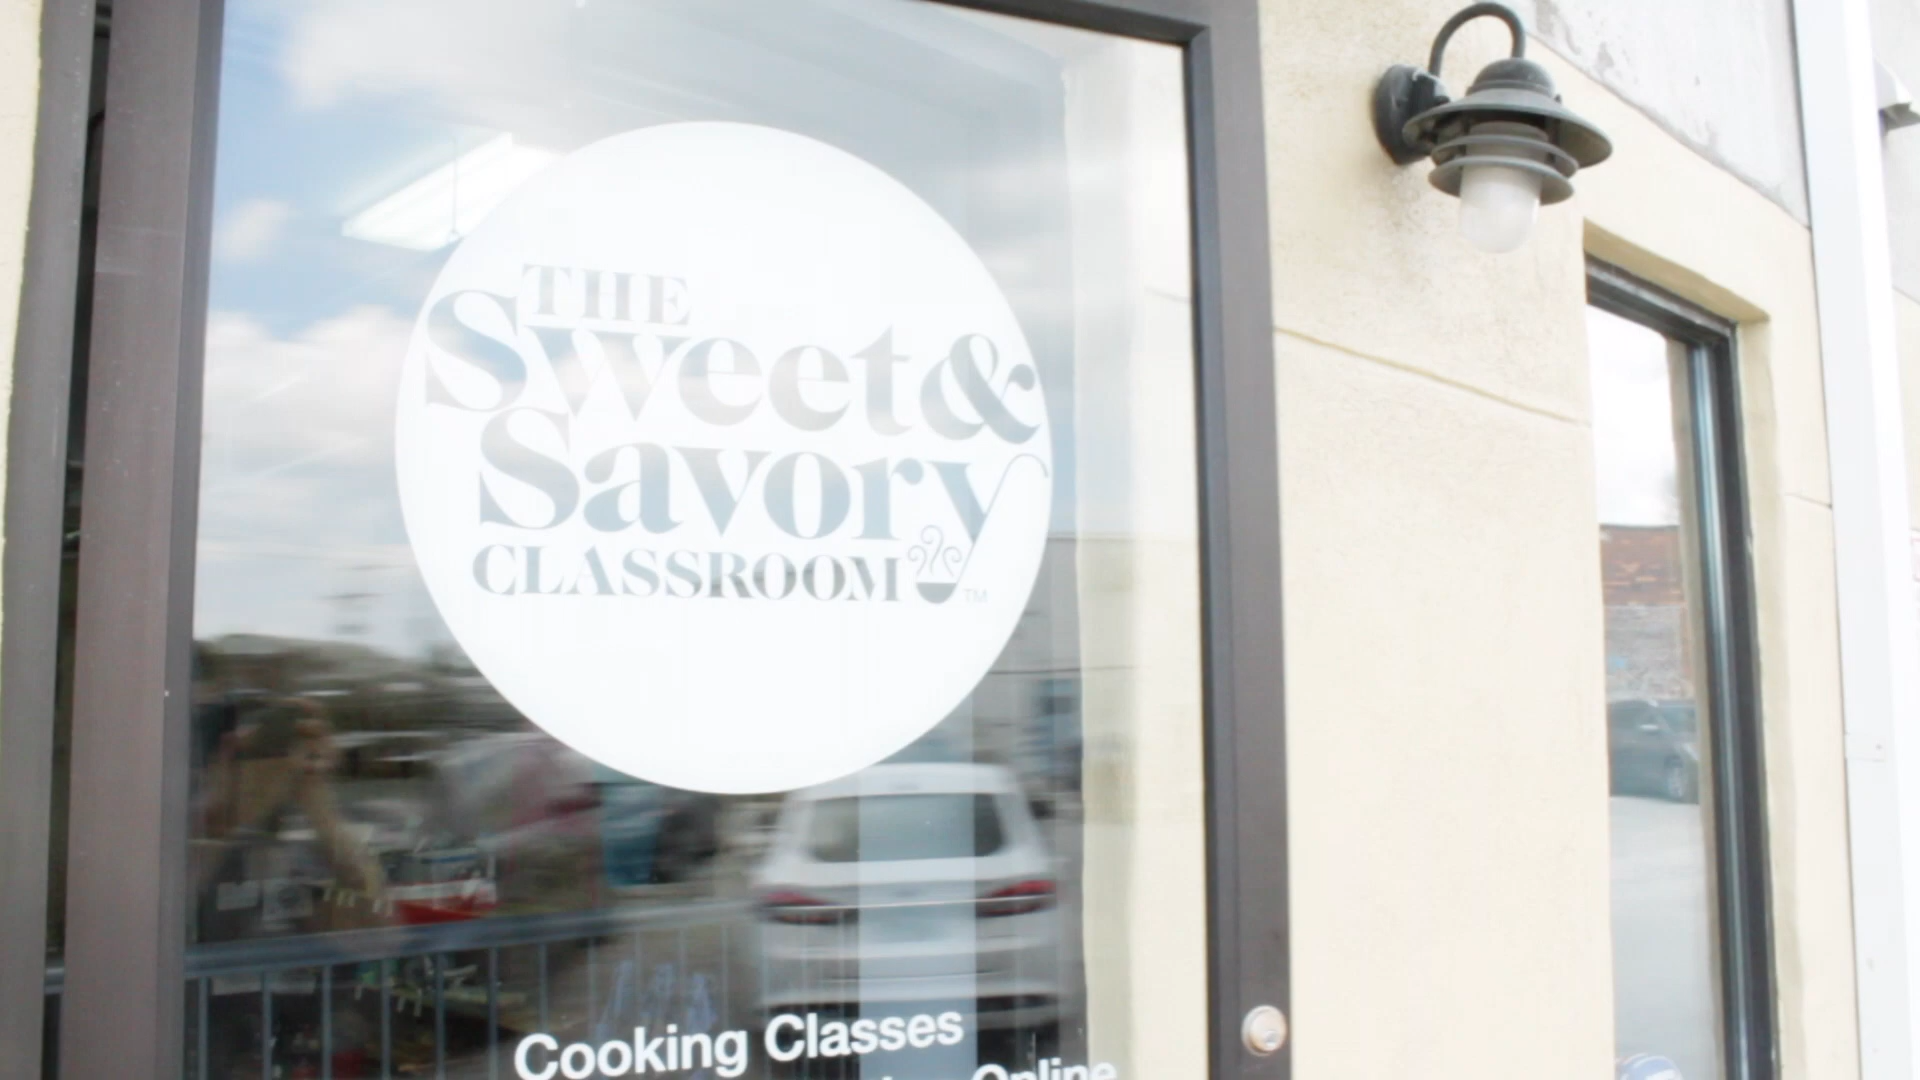 THE
Sweet &
Savory
CLASSROOM TM
Cooking Classes
Online